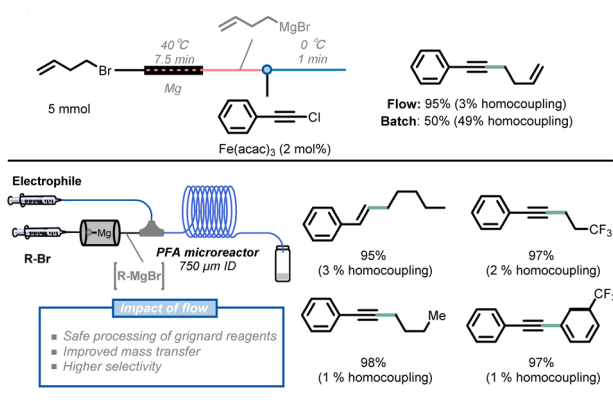 MgBr
40 °C
7.5 min
0 °C
1 min
Br
Mg
5 mmol
Cl
Fe(acac)3 (2 mol%)
Flow: 95% (3% homocoupling)
Batch: 50% (49% homocoupling)
Electrophile
Mg
R-Br
[R-MgBr]
PFA microreactor
750 µm ID
Impact of flow
Safe processing of grignard reagents
Improved mass transfer
Higher selectivity
95%
(3 % homocoupling)
CF3
97%
(2 % homocoupling)
Me
98%
(1 % homocoupling)
CF3
97%
(1 % homocoupling)